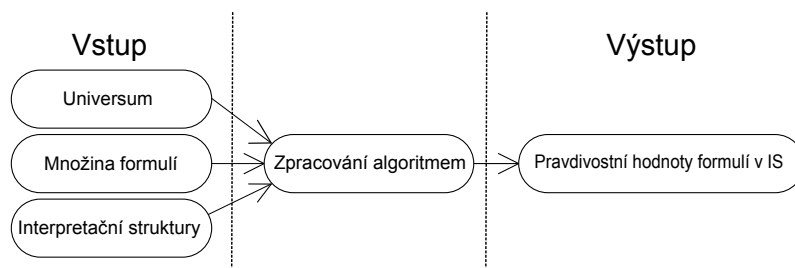 Vstup
Výstup
Universum
Množina formulí
Zpracování algoritmem
Pravdivostní hodnoty formulí v IS
Interpretační struktury